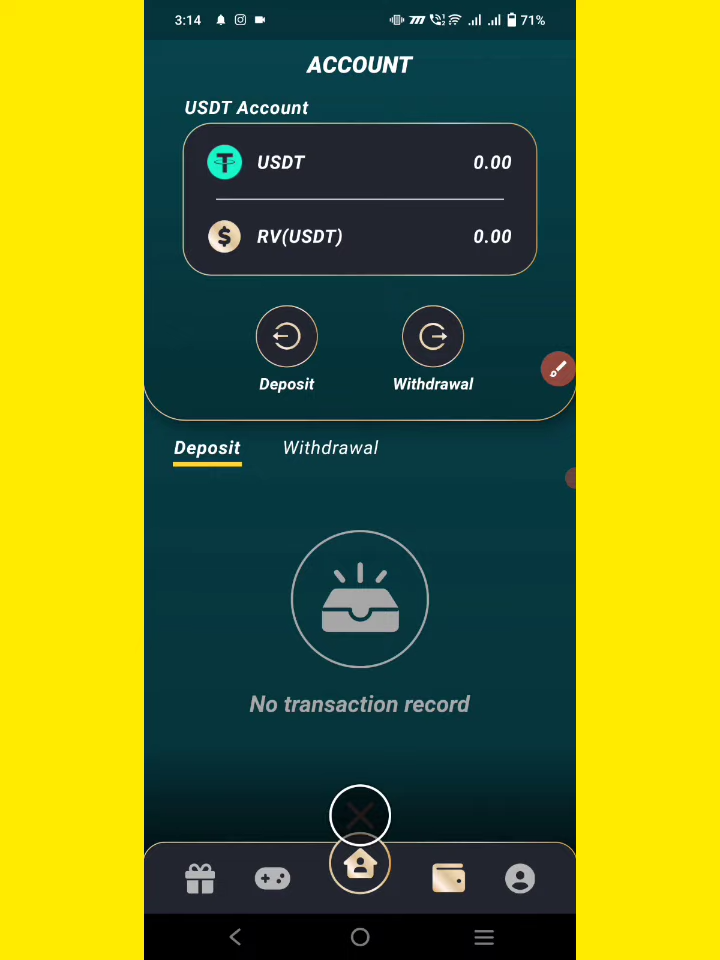 3:14 71%
ACCOUNT
USDT Account
USDT 0.00
RV(USDT) 0.00
Deposit Withdrawal
Deposit Withdrawal
No transaction record